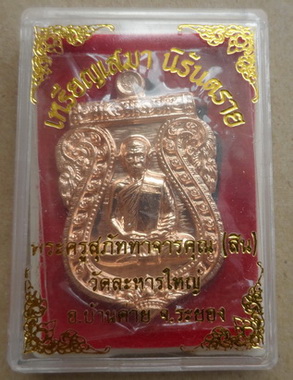 เหรียญเสมา นิรันตราย
พระครูสุภัททาจารคุณ (สิน)
วัดละหารใหญ่
อ.บ้านค่าย จ.ระยอง